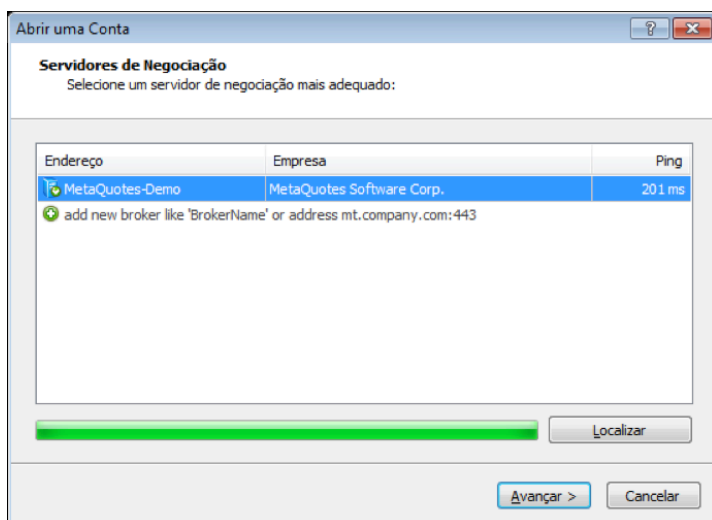 Abrir uma Conta
Servidores de Negociação
Selecione um servidor de negociação mais adequado:
Endereço Empresa Ping
MetaQuotes-Demo MetaQuotes Software Corp. 201 ms
add new broker like 'BrokerName' or address mt.company.com:443
Localizar
Avançar > Cancelar